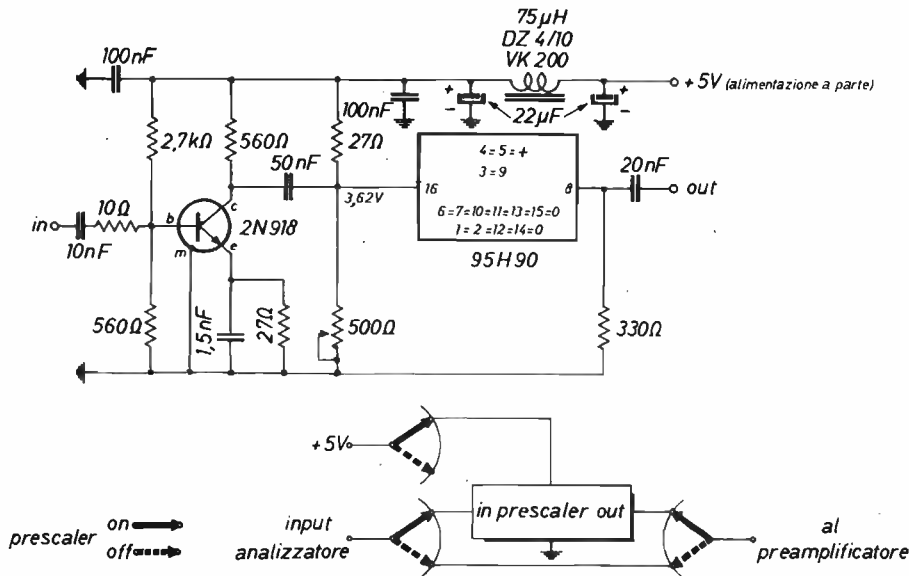 75µH
DZ 4/10
VK 200
100nF
+5V (alimentazione a parte)
+
-
+
-
22µF
100nF
2,7kΩ
560Ω
27Ω
50nF
4=5=+
3=9
16
8
6=7=10=11=13=15=0
1=2=12=14=0
95H90
20nF
out
3,62V
in
10nF
10Ω
b
c
e
m
2N918
560Ω
1,5nF
27Ω
500Ω
330Ω
+5V
prescaler
on
off
input
analizzatore
in prescaler out
al
preamplificatore